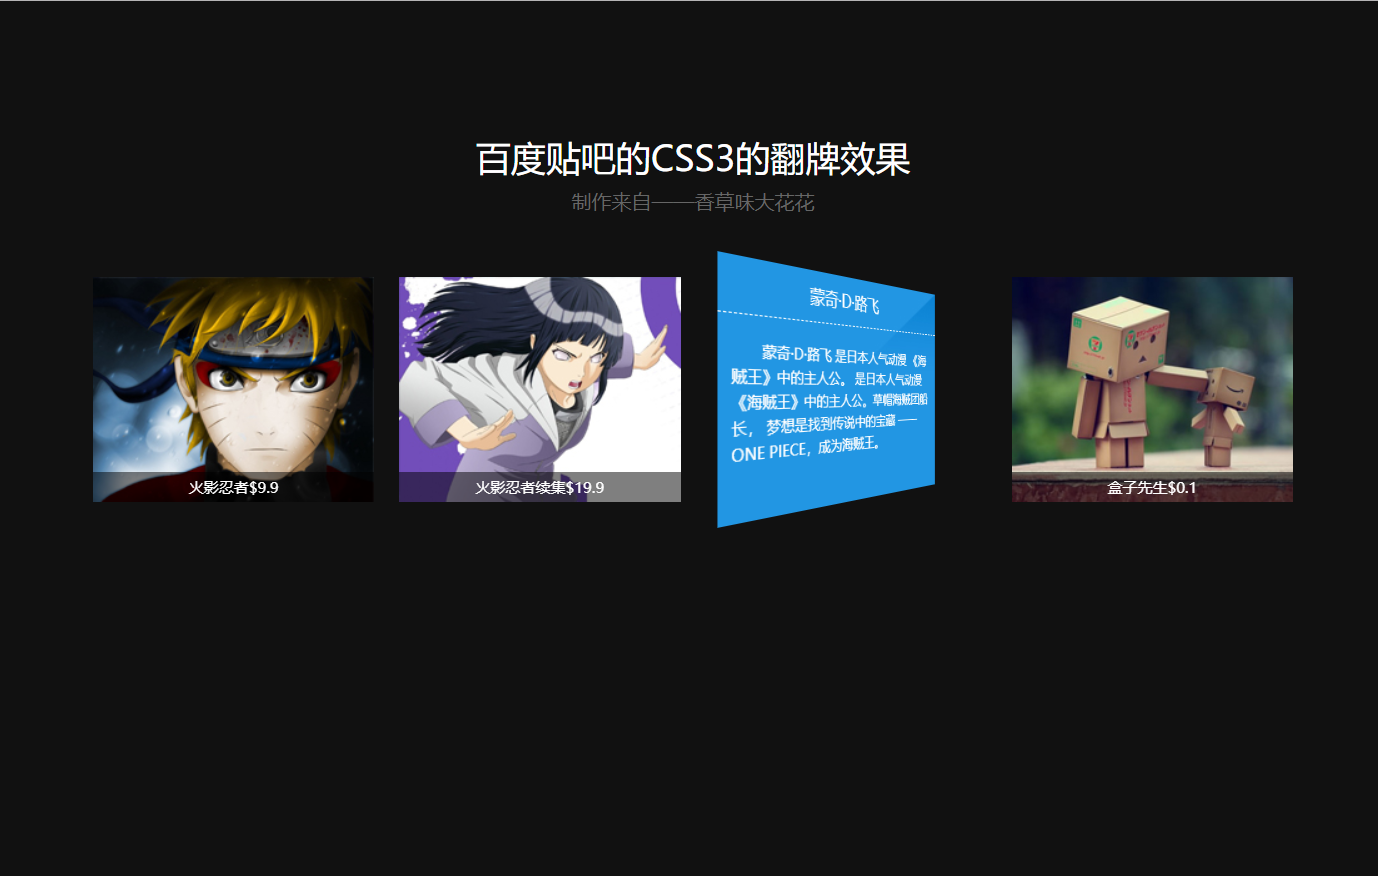 百度贴吧的CSS3的翻牌效果
制作来自——香草味大花花
火影忍者$9.9
火影忍者续集$19.9
蒙奇·D·路飞
蒙奇·D·路飞 是日本人气动漫《海
贼王》中的主人公。 是日本人气动漫
《海贼王》中的主人公。草帽海贼团船
长， 梦想是找到传说中的宝藏 ——
ONE PIECE，成为海贼王。
盒子先生$0.1